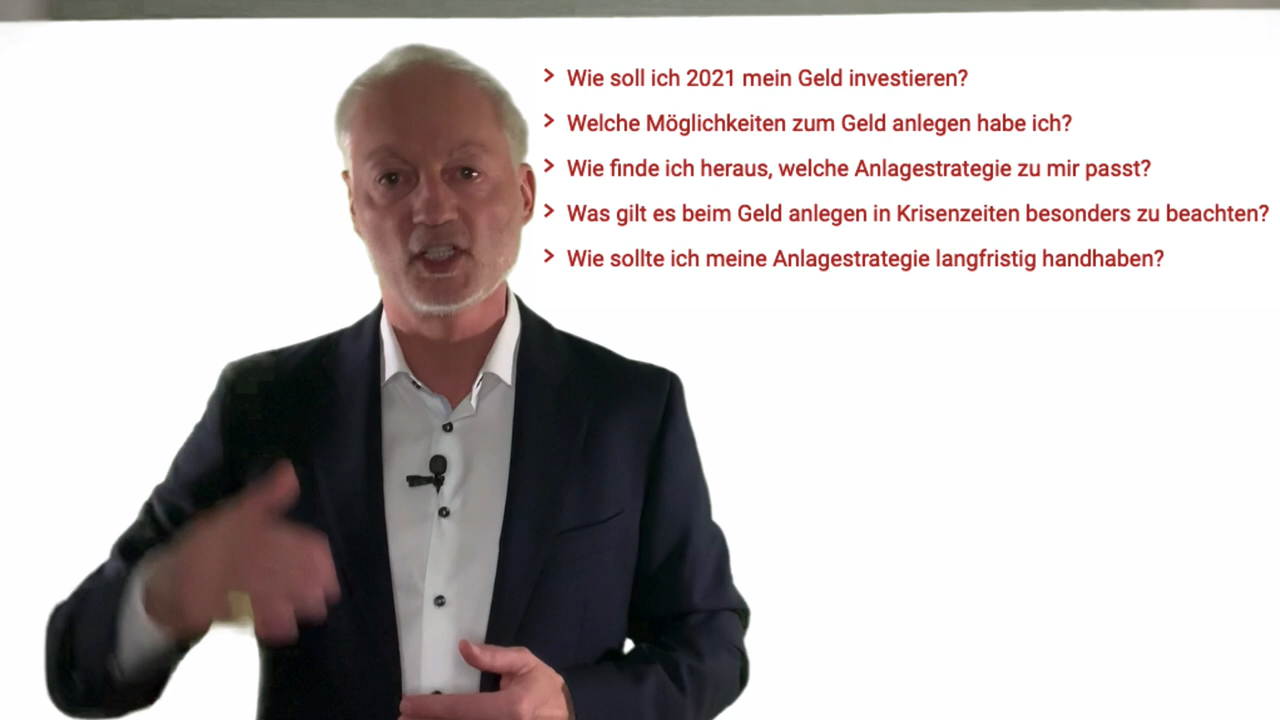 > Wie soll ich 2021 mein Geld investieren?
> Welche Möglichkeiten zum Geld anlegen habe ich?
> Wie finde ich heraus, welche Anlagestrategie zu mir passt?
> Was gilt es beim Geld anlegen in Krisenzeiten besonders zu beachten?
> Wie sollte ich meine Anlagestrategie langfristig handhaben?